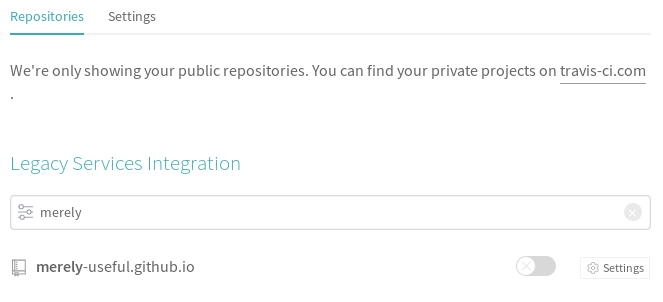 Repositories Settings
We're only showing your public repositories. You can find your private projects on travis-ci.com
.
Legacy Services Integration
merely
merely-useful.github.io Settings